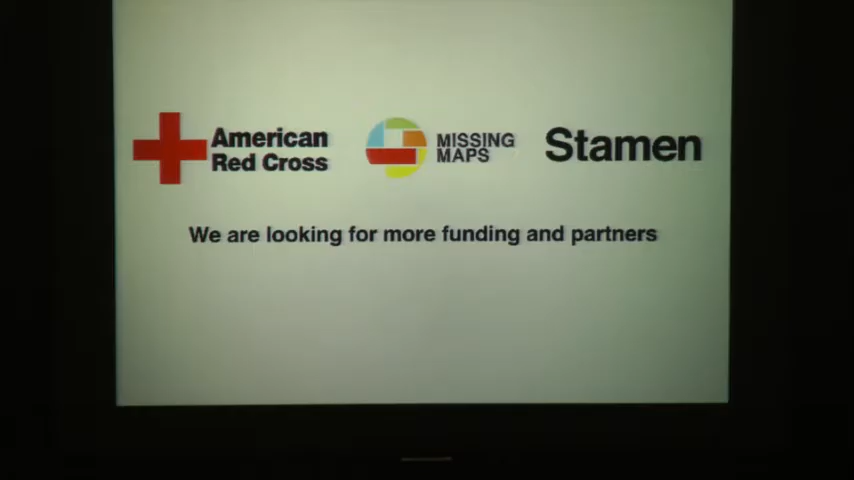 American
Red Cross
MISSING
MAPS
Stamen
We are looking for more funding and partners